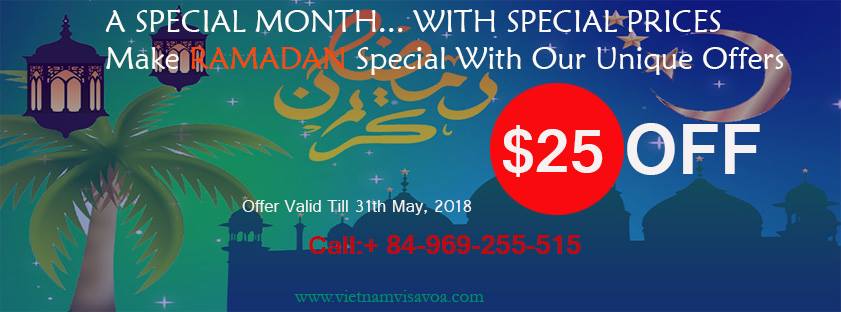 A SPECIAL MONTH... WITH SPECIAL PRICES
Make RAMADAN Special With Our Unique Offers
رمضان
كريم
$25 OFF
Offer Valid Till 31th May, 2018
Call:+ 84-969-255-515
www.vietnamvisavoa.com